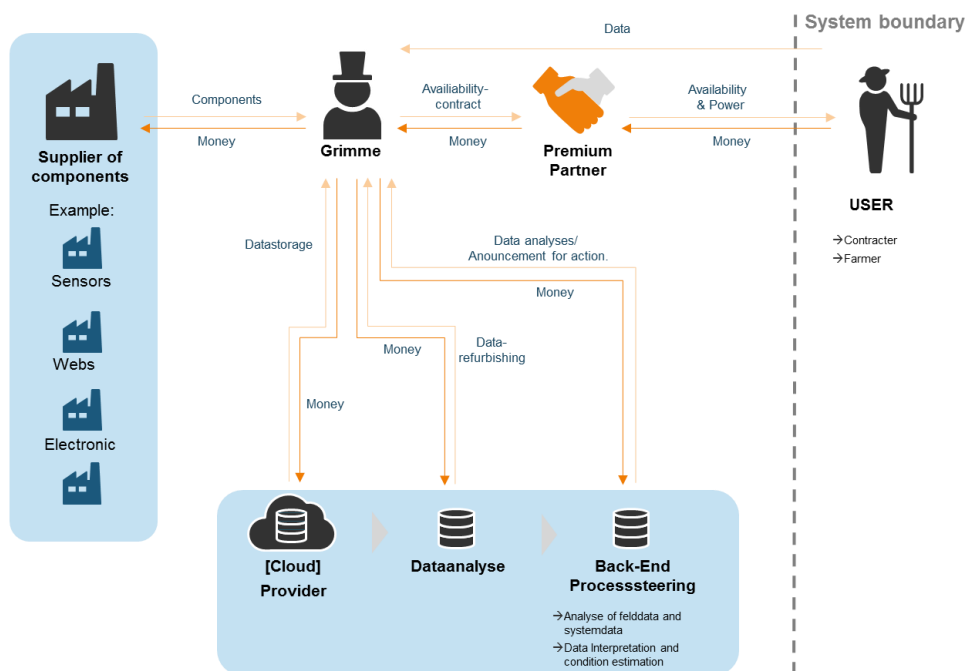 System boundary
Data
Components
Money
Availiability-
contract
Money
Availability
& Power
Money
Supplier of
components
Grimme
Premium
Partner
USER
→Contracter
→Farmer
Example:
Sensors
Webs
Electronic
Datastorage
Data analyses/
Anouncement for action.
Money
Money
Data-
refurbishing
Money
[Cloud]
Provider
Dataanalyse
Back-End
Processsteering
→Analyse of felddata and
systemdata
→Data Interpretation and
condition estimation